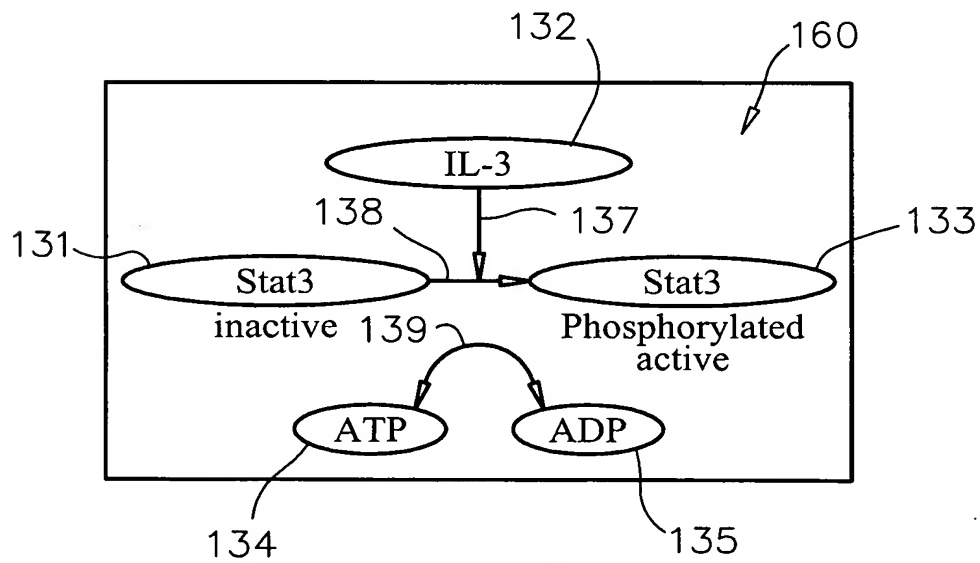 132
160
IL-3
138
137
131
133
Stat3
Stat3
inactive
139
Phosphorylated
active
ATP
ADP
134
135